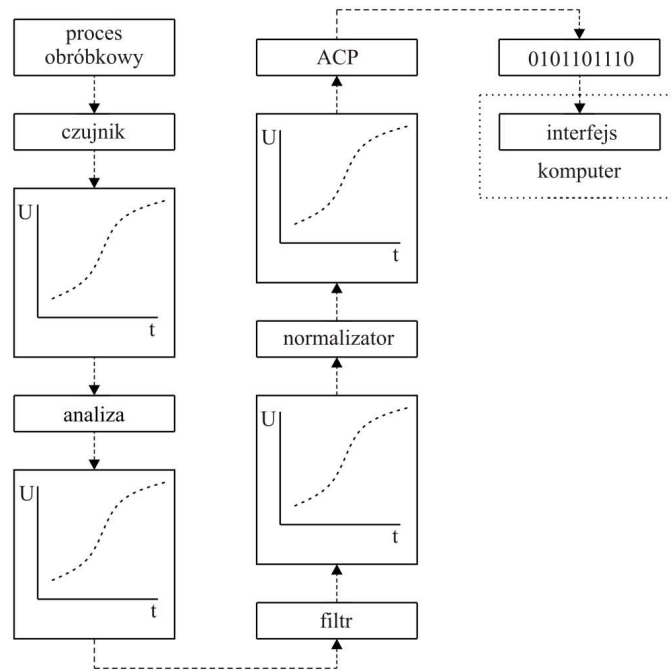 proces
obróbkowy
czujnik
U
t
analiza
U
t
filtr
U
t
normalizator
U
t
ACP
0101101110
interfejs
komputer